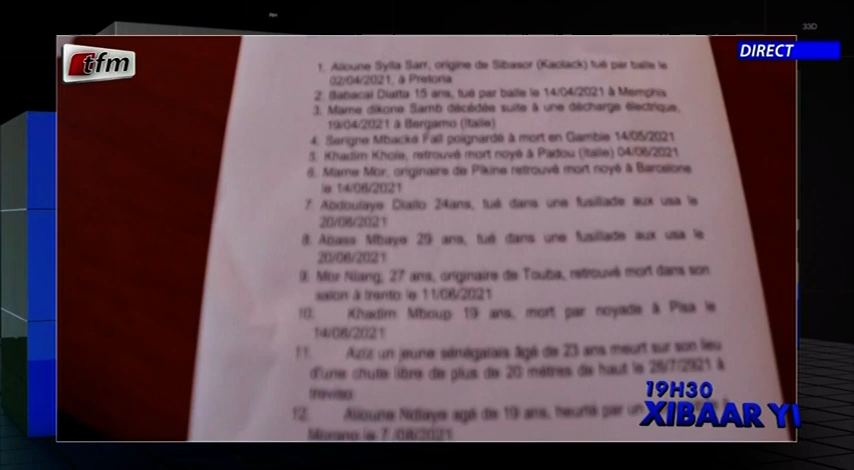 tfm
DIRECT
33D
1. Alioune Sylla Sarr, origine de Sibasor (Kaolack) tué par balle le
02/04/2021, à Pretoria
2. Babacar Diatta 15 ans, tué par balle le 14/04/2021 à Memphis
3. Mame dikone Samb décédée suite à une décharge électrique,
19/04/2021 à Bergamo (Italie)
4. Serigne Mbacké Fall poignardé à mort en Gambie 14/05/2021
5. Khadim Khole, retrouvé mort noyé à Padou (Italie) 04/06/2021
6. Mame Mor, originaire de Pikine retrouvé mort noyé à Barcelone
le 14/06/2021
7. Abdoulaye Diallo 24ans, tué dans une fusillade aux usa le
20/06/2021
8. Abass Mbaye 29 ans, tué dans une fusillade aux usa le
20/06/2021
9. Mor Niang, 27 ans, originaire de Touba, retrouvé mort dans son
salon à trento le 11/06/2021
10. Khadim Mboup 19 ans, mort par noyade à Pisa le
14/08/2021
11. Aziz un jeune sénégalais âgé de 23 ans meurt sur son lieu
d'une chute libre de plus de 20 mètres de haut le 26/7/2921 à
treviso
12. Alioune Ndiaye agé de 19 ans, heurté par un à
le 7 /08/2021
19H30
XIBAAR YI